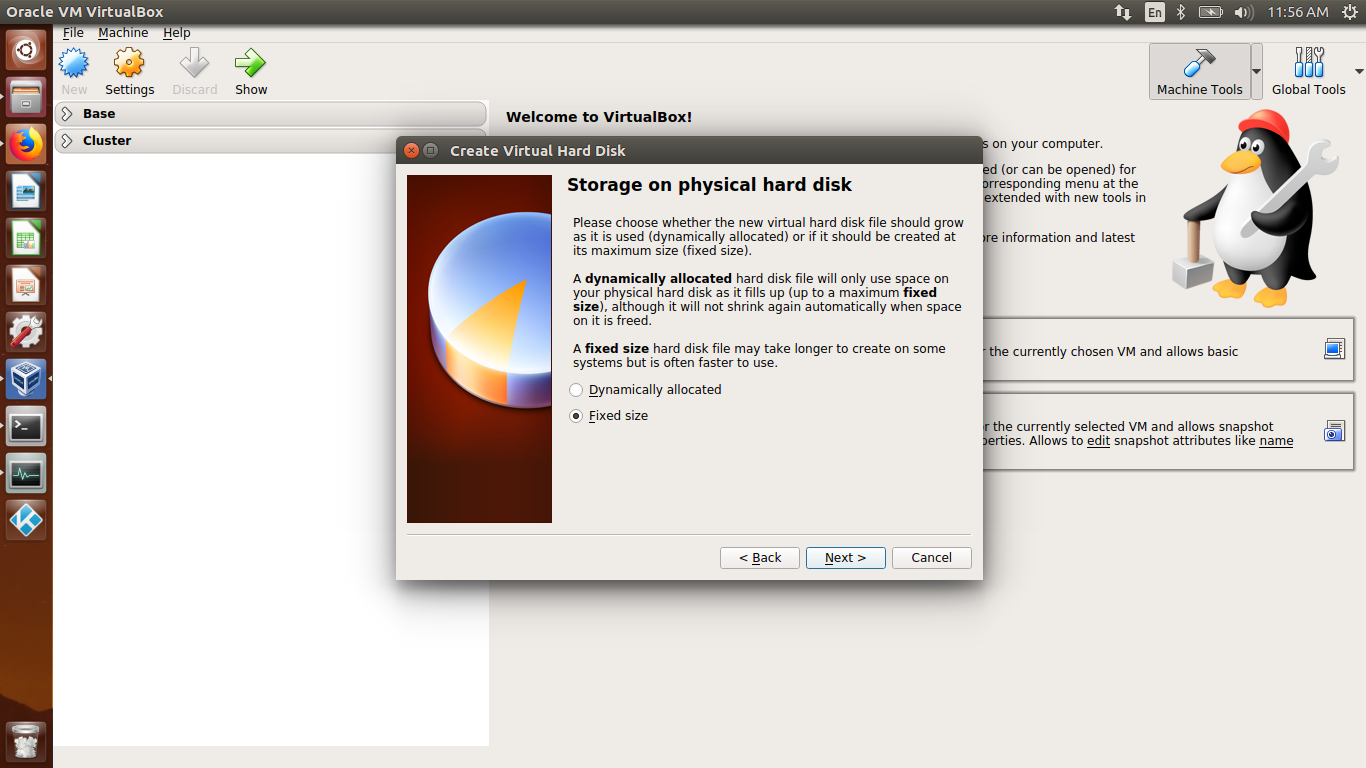 Oracle VM VirtualBox
En
11:56 AM
File Machine Help
New
Settings
Discard
Show
Machine Tools
Global Tools
Base
Cluster
Welcome to VirtualBox!
s on your computer.
ed (or can be opened) for
orresponding menu at the
extended with new tools in
re information and latest
r the currently chosen VM and allows basic
r the currently selected VM and allows snapshot
perties. Allows to edit snapshot attributes like name
Create Virtual Hard Disk
Storage on physical hard disk
Please choose whether the new virtual hard disk file should grow
as it is used (dynamically allocated) or if it should be created at
its maximum size (fixed size).
A dynamically allocated hard disk file will only use space on
your physical hard disk as it fills up (up to a maximum fixed
size), although it will not shrink again automatically when space
on it is freed.
A fixed size hard disk file may take longer to create on some
systems but is often faster to use.
Dynamically allocated
Fixed size
< Back
Next >
Cancel